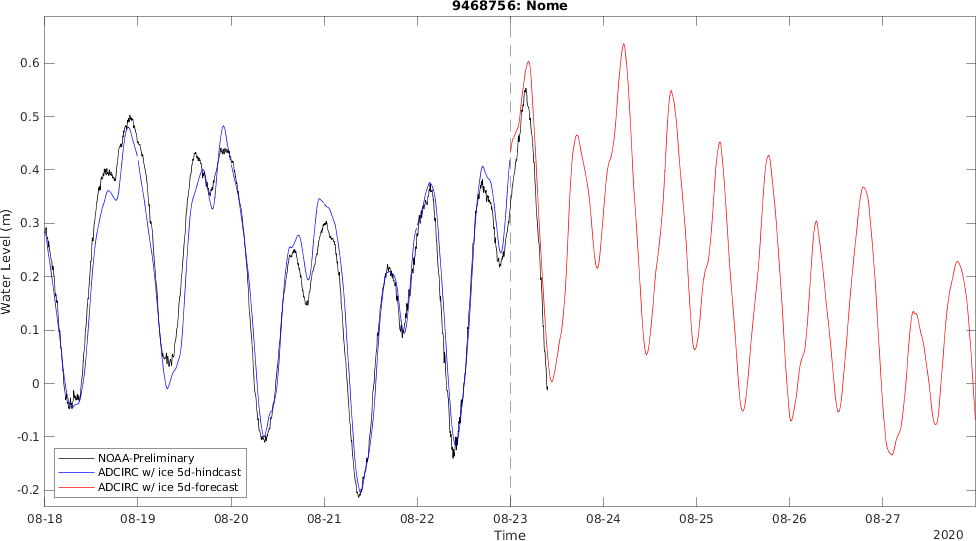 9468756: Nome
Water Level (m)
0.6
0.5
0.4
0.3
0.2
0.1
0
-0.1
-0.2
NOAA-Preliminary
ADCIRC w/ ice 5d-hindcast
ADCIRC w/ ice 5d-forecast
08-18 08-19 08-20 08-21 08-22 08-23 08-24 08-25 08-26 08-27
Time
2020